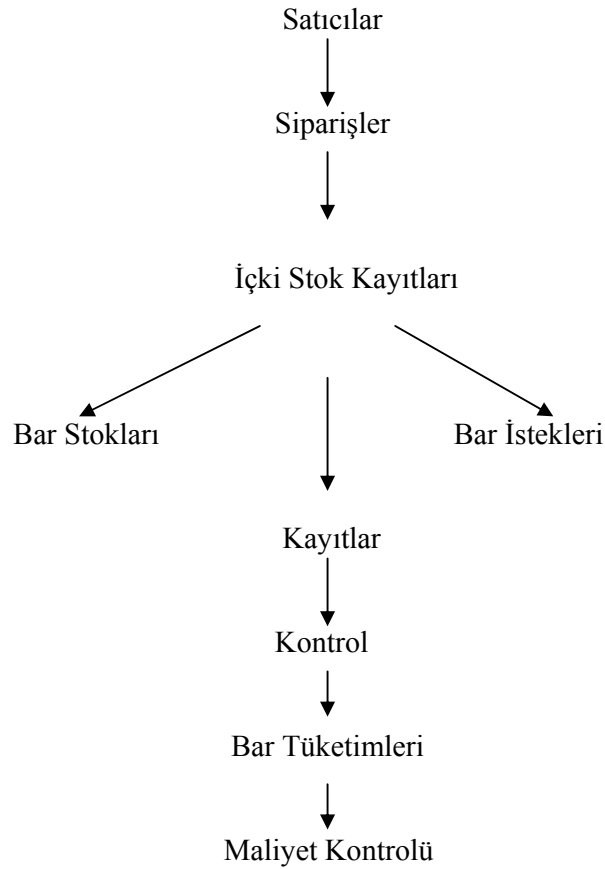 Satıcılar
Siparişler
İçki Stok Kayıtları
Bar Stokları
Bar İstekleri
Kayıtlar
Kontrol
Bar Tüketimleri
Maliyet Kontrolü